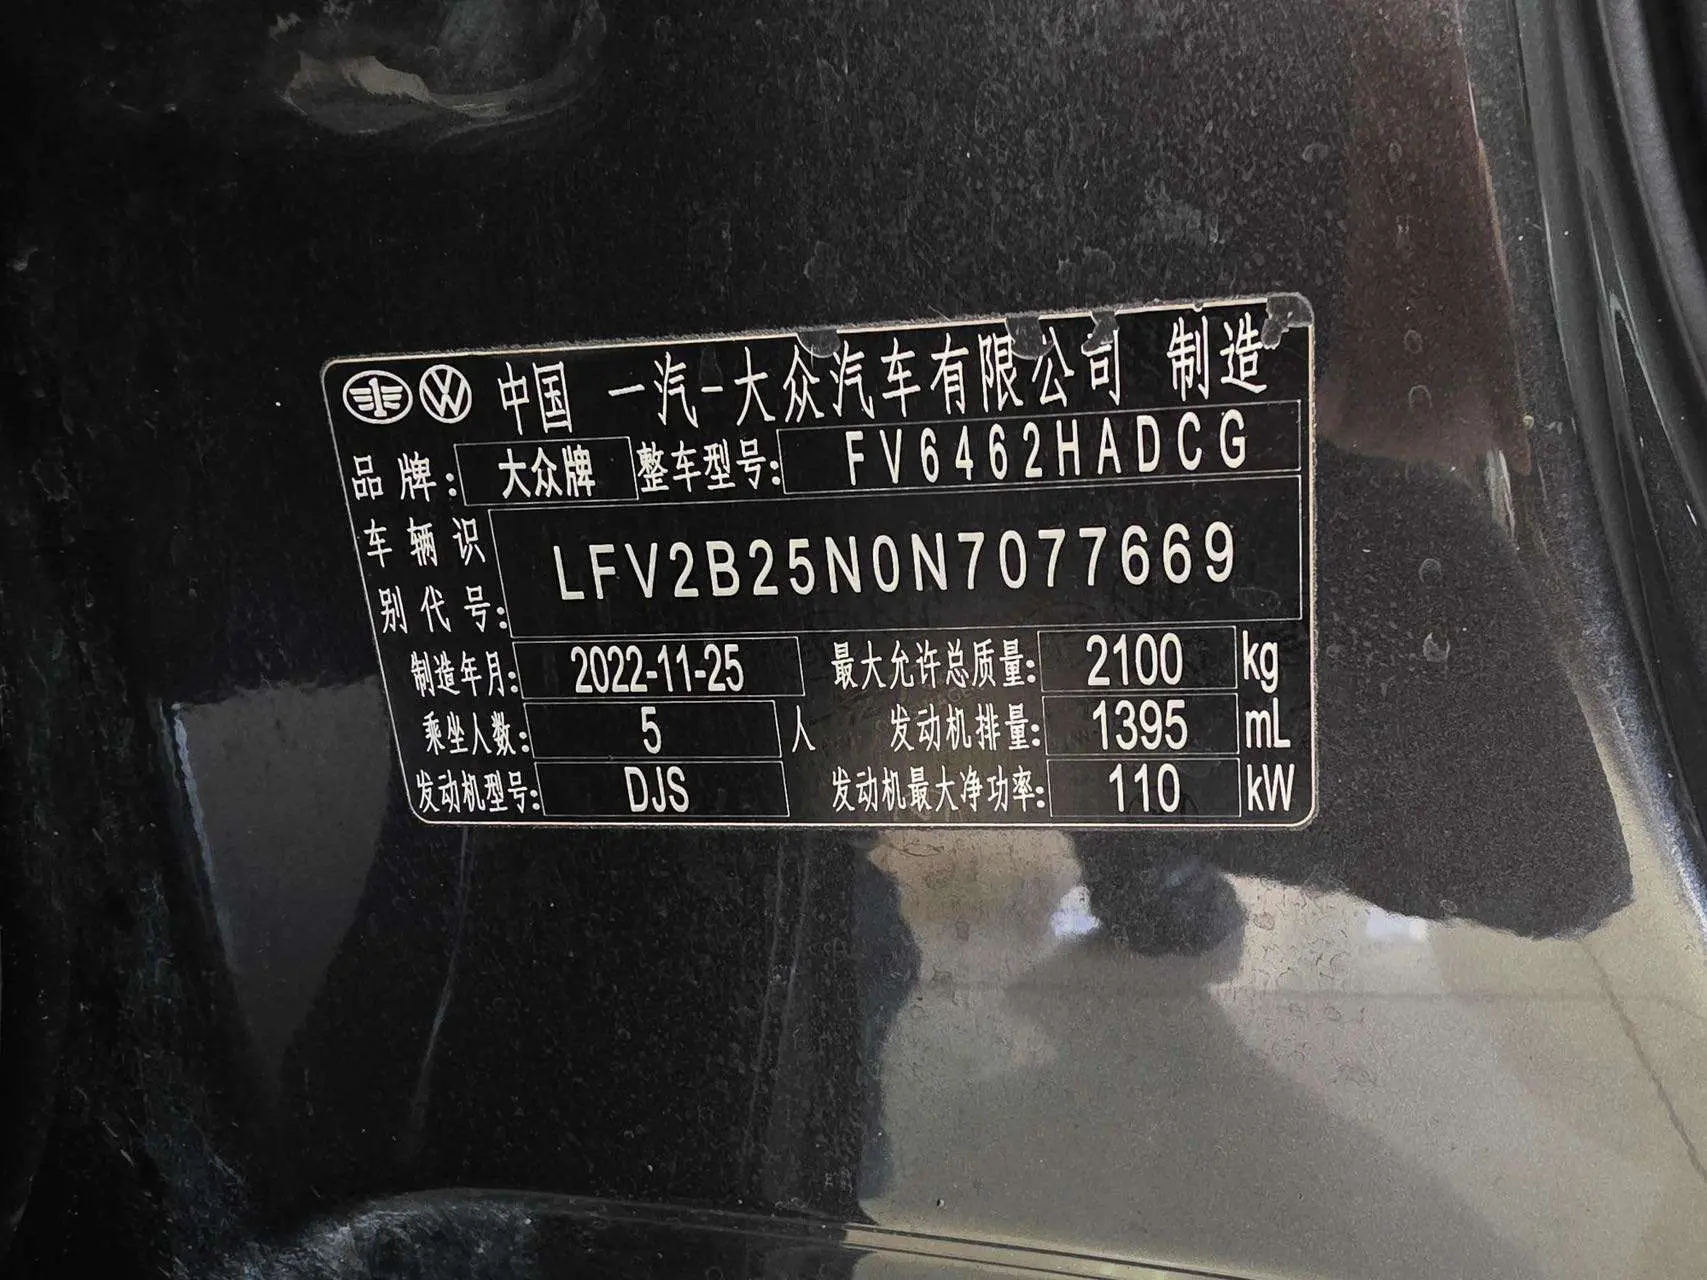 中国 一汽-大众汽车有限公司 制造
品牌: 大众牌 整车型号: FV6462HADCG
车辆识别代号: LFV2B25N0N7077669
制造年月: 2022-11-25 最大允许总质量: 2100 kg
乘坐人数: 5 人 发动机排量: 1395 mL
发动机型号: DJS 发动机最大净功率: 110 kW